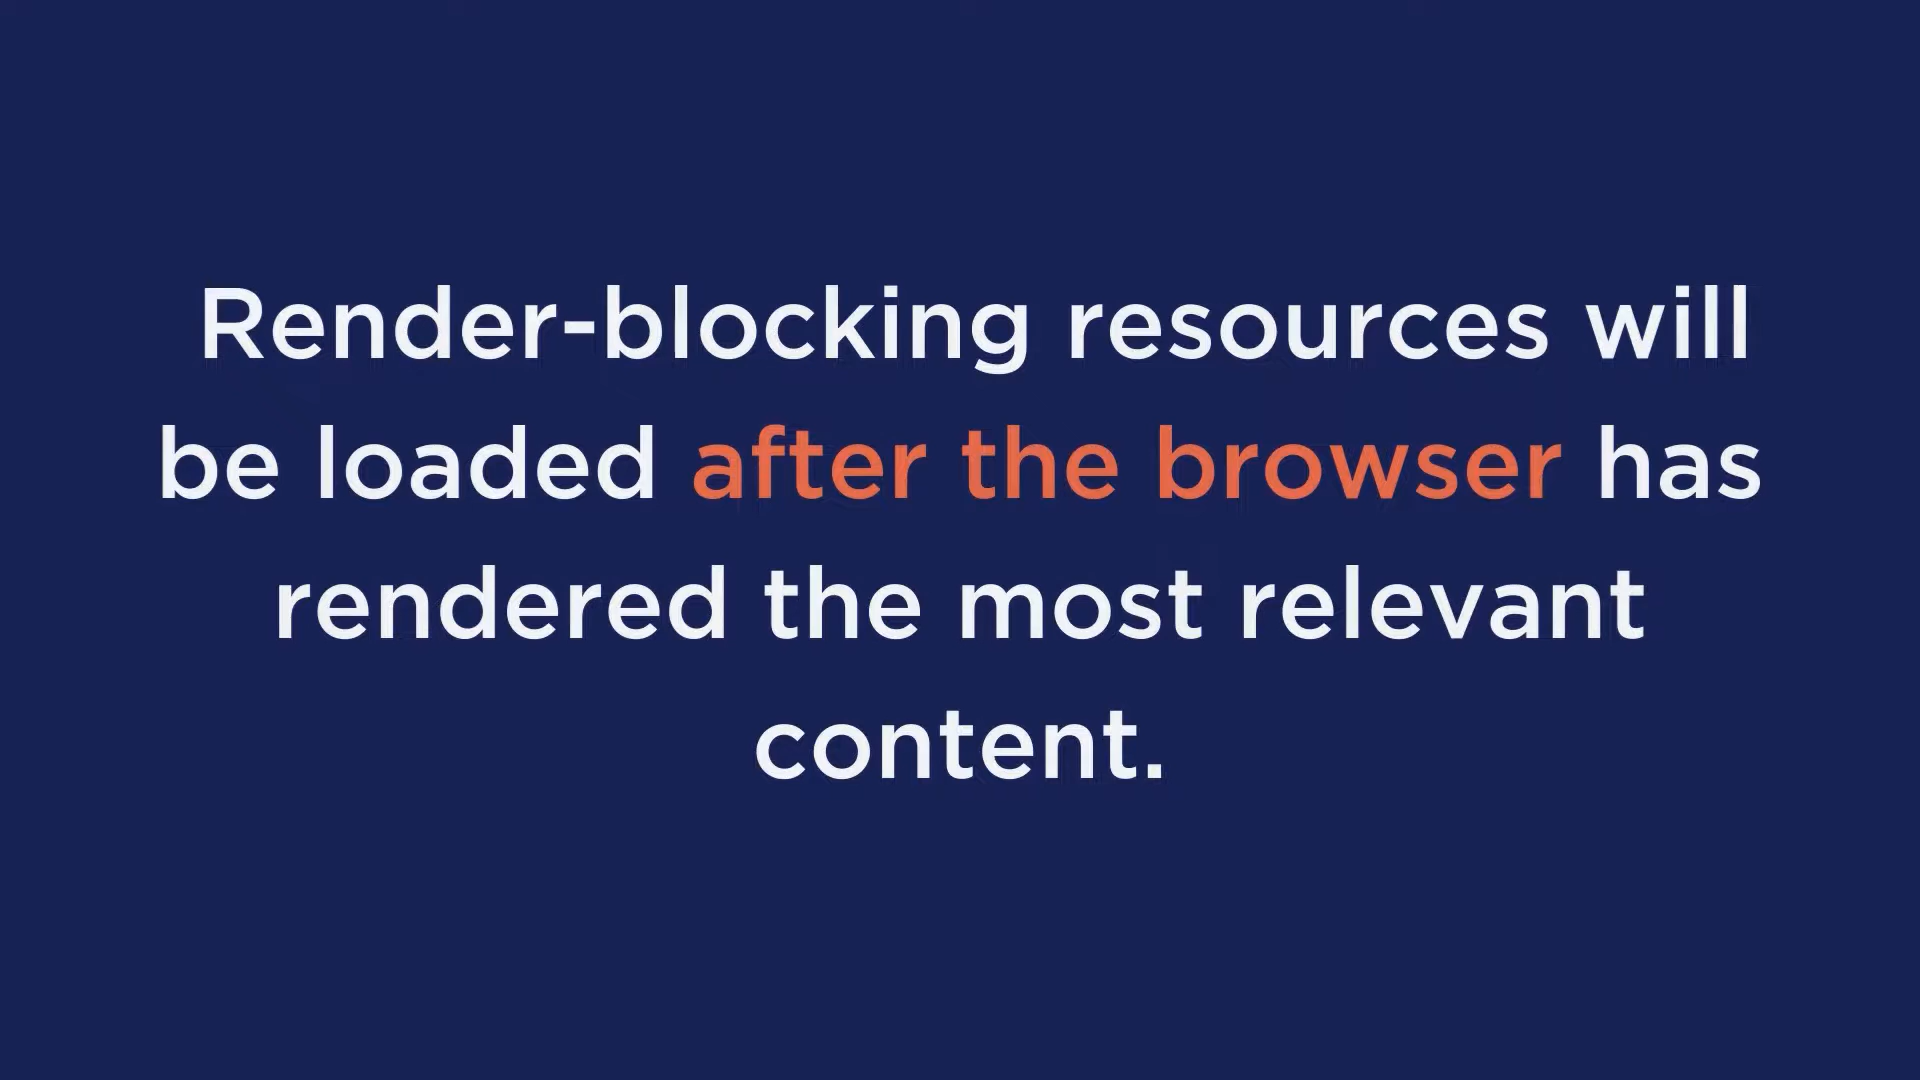 Render-blocking resources will
be loaded after the browser has
rendered the most relevant
content.